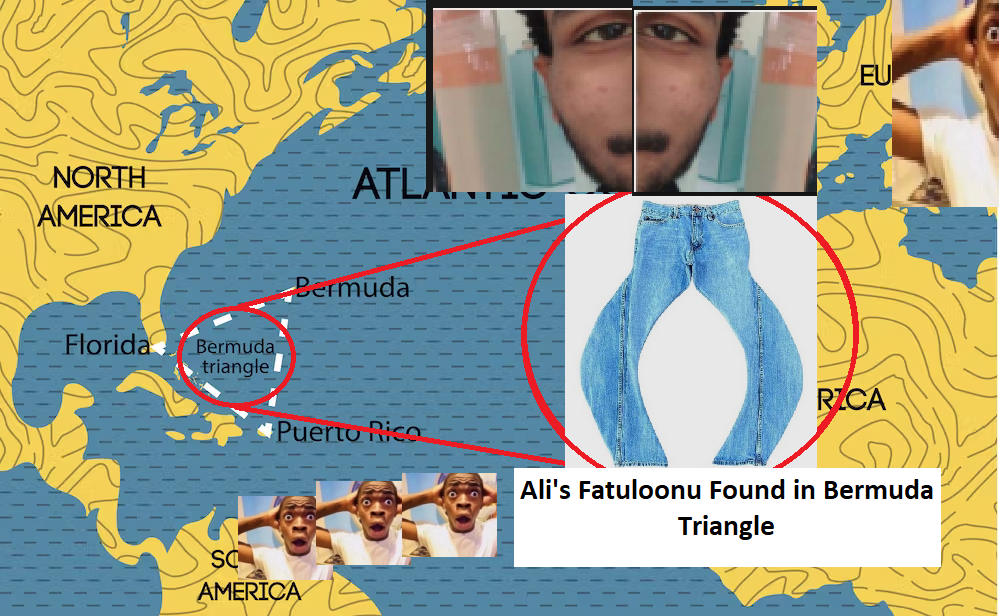 EU
NORTH
AMERICA
ATLANTIC
Bermuda
Florida
Bermuda
triangle
RICA
Puerto Rico
Ali's Fatuloonu Found in Bermuda
Triangle
SO
AMERICA